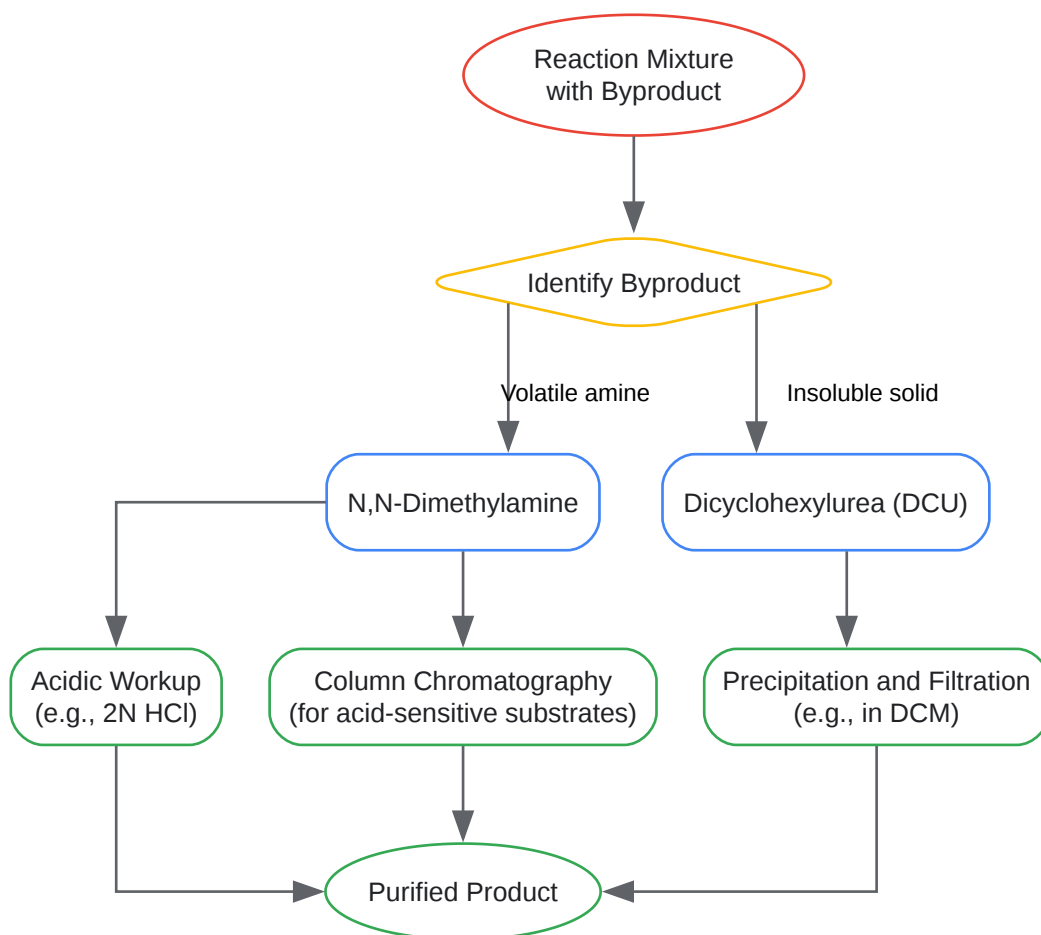 Reaction Mixture
with Byproduct
Identify Byproduct
Volatile amine
Insoluble solid
N,N-Dimethylamine
Dicyclohexylurea (DCU)
Acidic Workup
(e.g., 2N HCl)
Column Chromatography
(for acid-sensitive substrates)
Precipitation and Filtration
(e.g., in DCM)
Purified Product